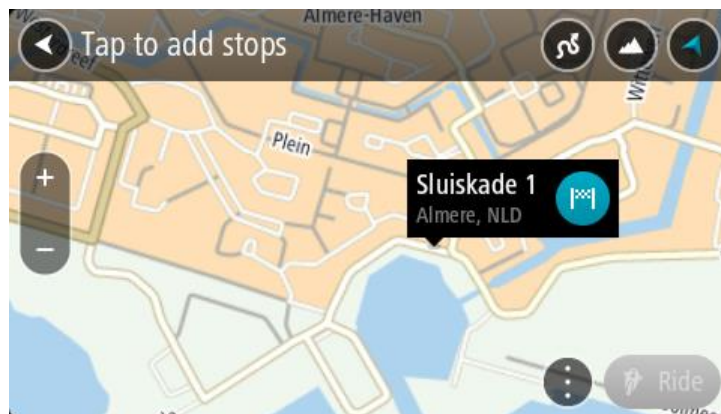 Almere-Haven
Tap to add stops
Plein
+
Sluiskade 1
Almere, NLD
−
Ride